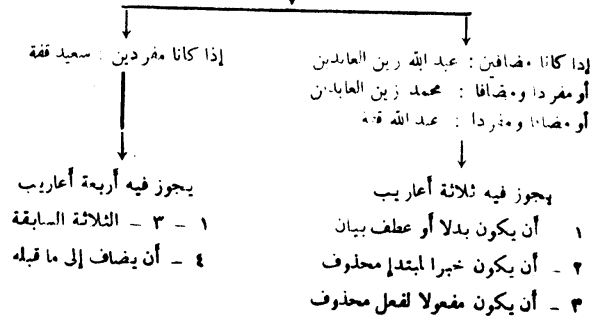 إذا كانا مضافين : عبد الله زين العابدين
أو مفردا ومضافا : محمد زين العابدين
أو مضافا ومفردا : عبد الله قفة
يجوز فيه ثلاثة أعاريب
١ أن يكون بدلا أو عطف بيان
٢ - أن يكون خبرا لمبتدإ محذوف
٣ - أن يكون مفعولا لفعل محذوف
إذا كانا مفردين : سعيد قفة
يجوز فيه أربعة أعاريب
١ - ٣ - الثلاثة السابقة
٤ - أن يضاف إلى ما قبله